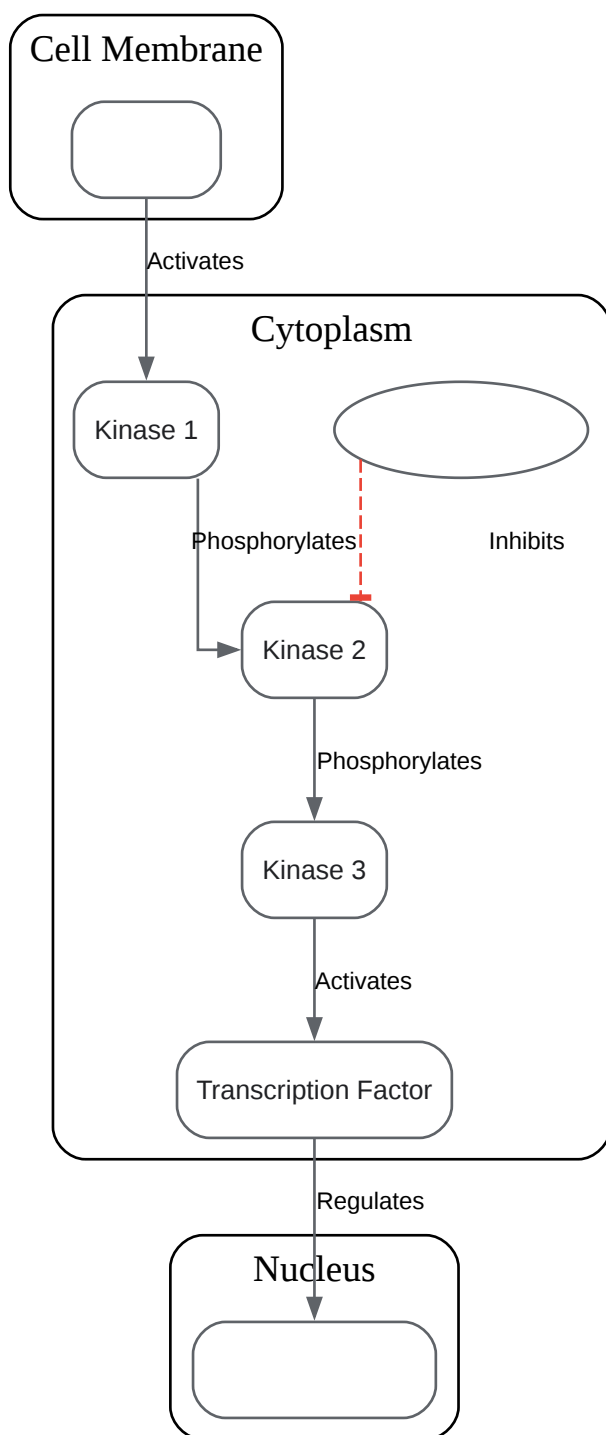 Cell Membrane
Activates
Cytoplasm
Kinase 1
Phosphorylates
Inhibits
Kinase 2
Phosphorylates
Kinase 3
Activates
Transcription Factor
Regulates
Nucleus